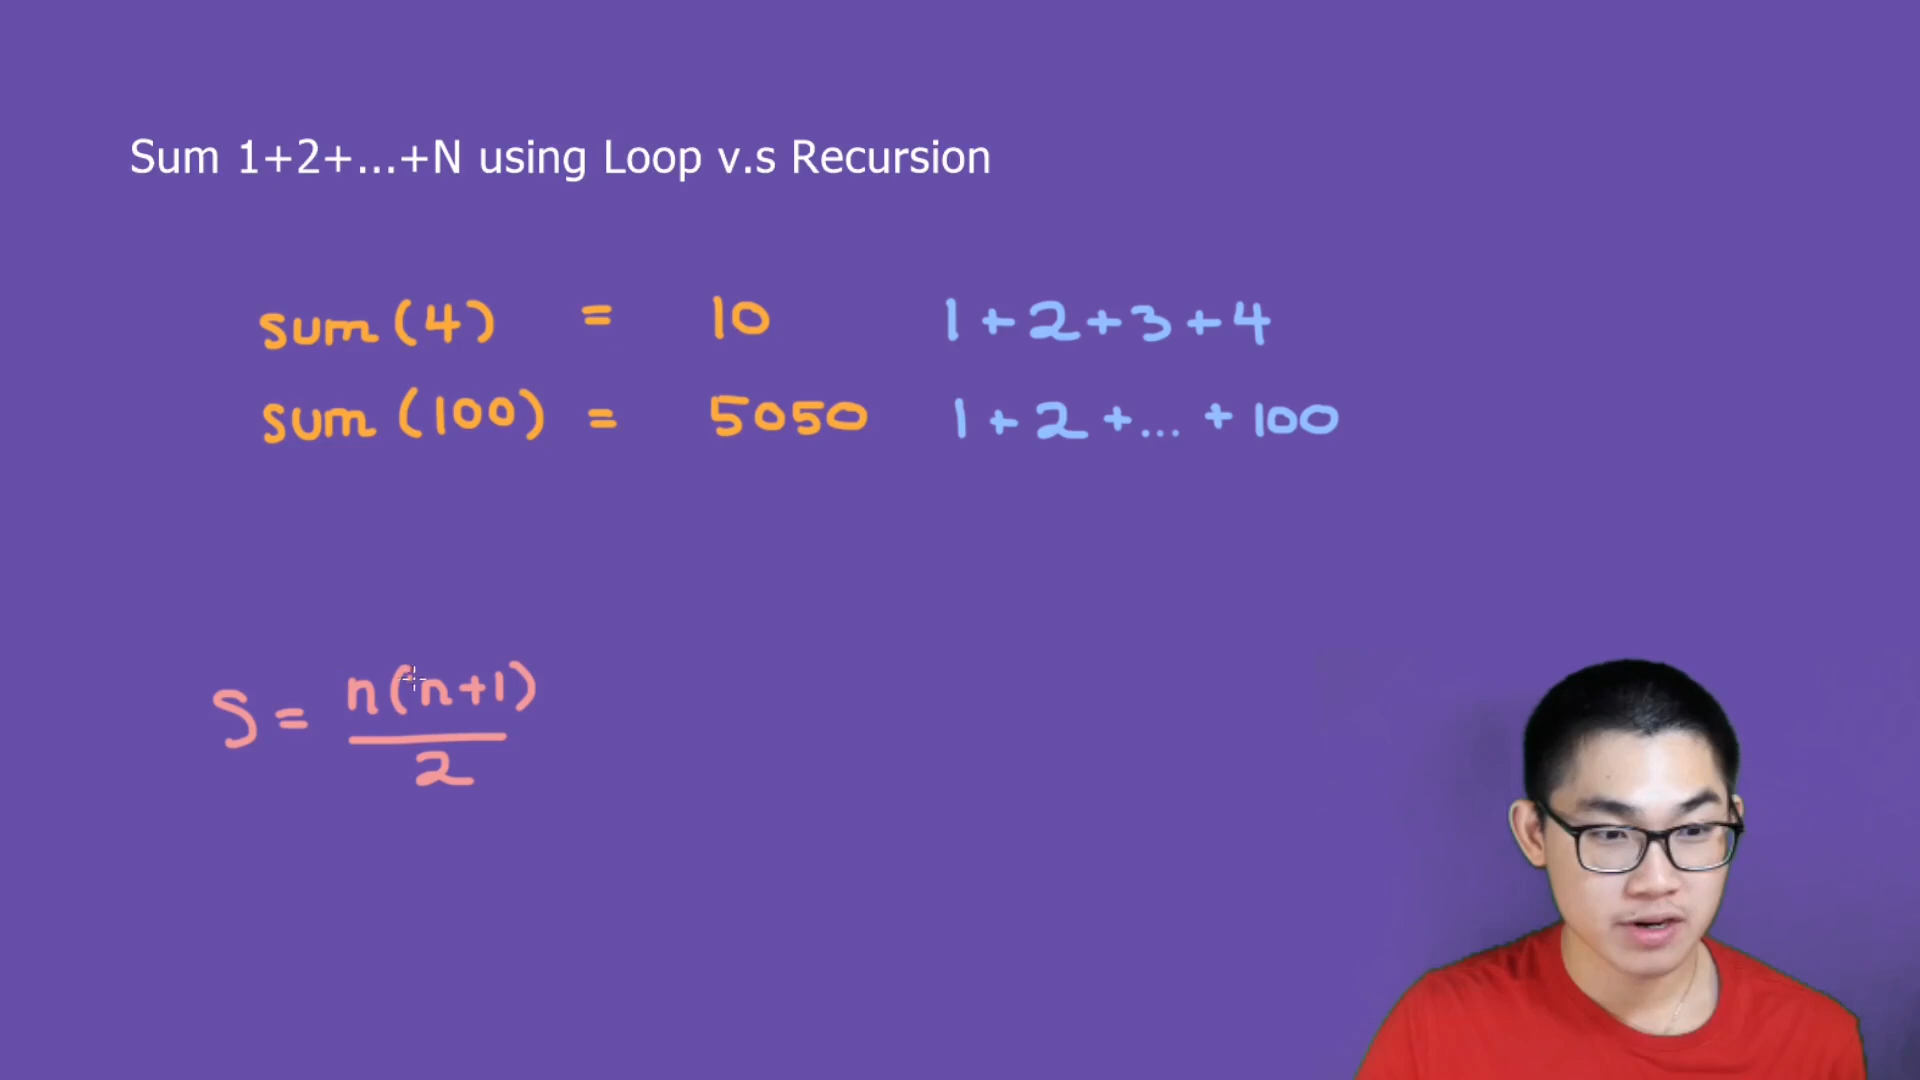 Sum 1+2+...+N using Loop v.s Recursion
sum (4) = 10 1+2+3+4
sum (100) = 5050 1+2+...+100
S = n(n+1)
2